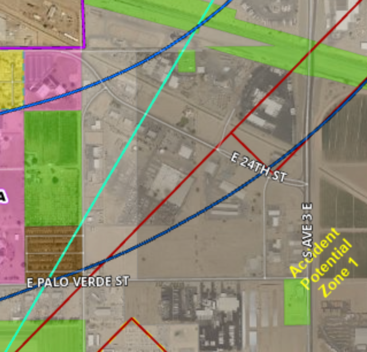 E 24TH ST
A
S AVE 3 E
Accident
Potential
Zone 1
E PALO VERDE ST